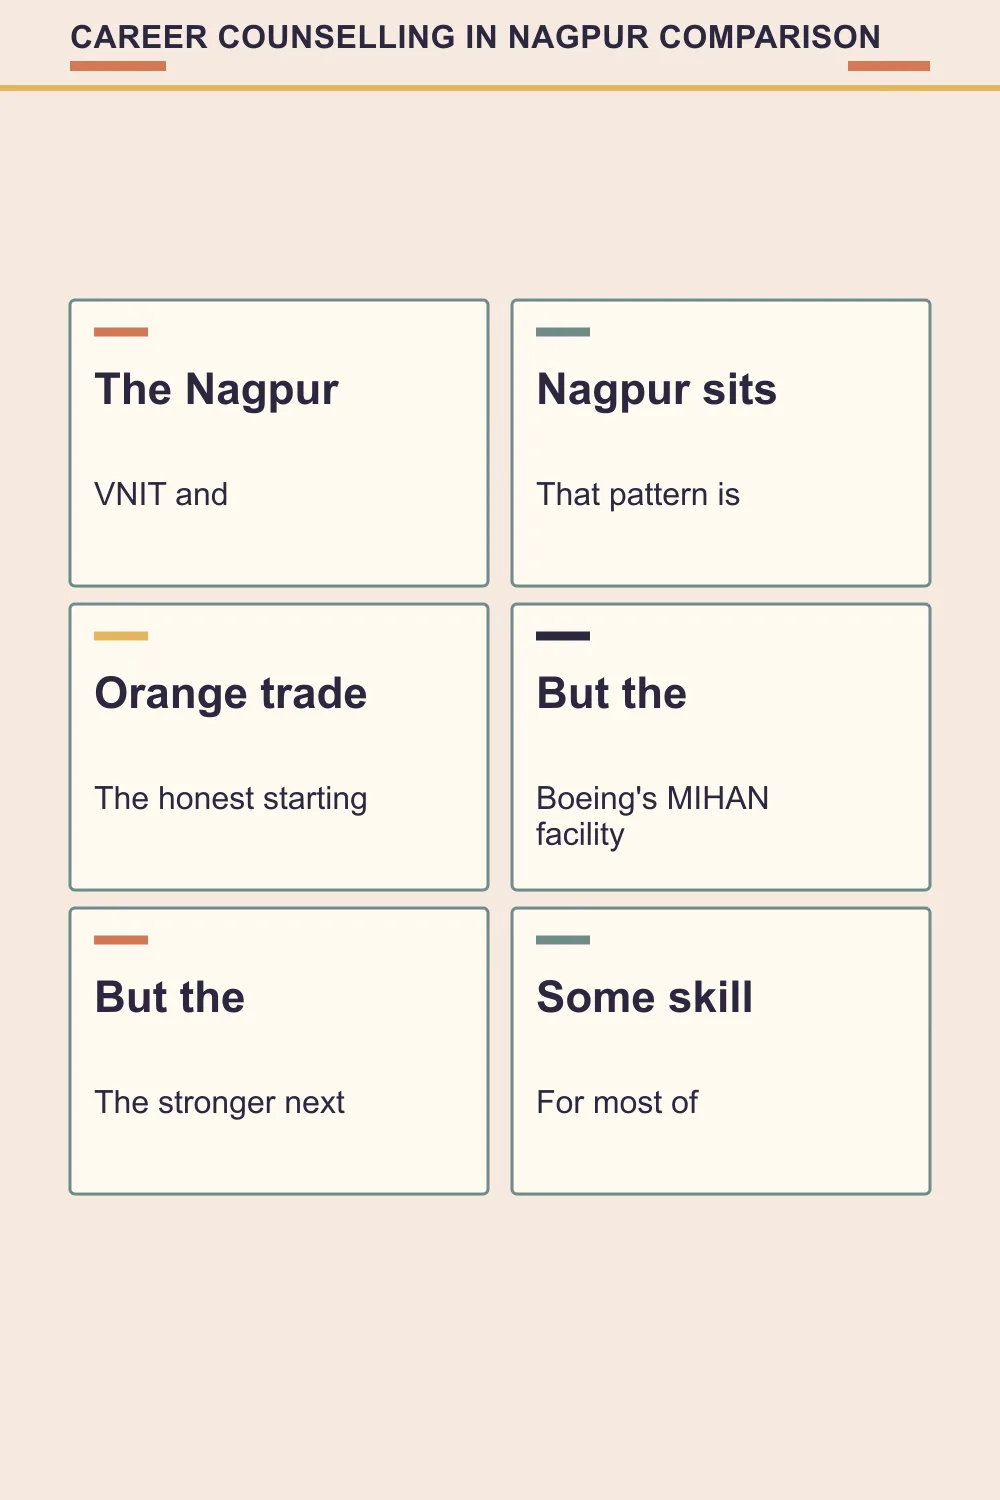 CAREER COUNSELLING IN NAGPUR COMPARISON
The Nagpur
VNIT and
Nagpur sits
That pattern is
Orange trade
The honest starting
But the
Boeing's MIHAN
facility
But the
The stronger next
Some skill
For most of